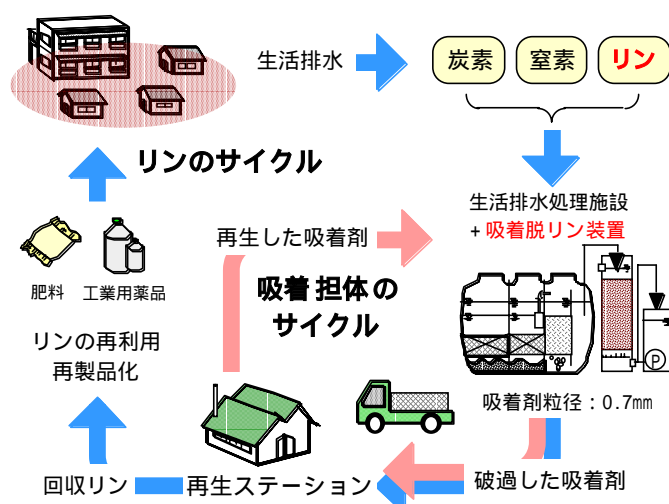 生活排水
炭素
窒素
リン
リンのサイクル
生活排水処理施設
+ 吸着脱リン装置
再生した吸着剤
吸着担体の
サイクル
肥料
工業用薬品
リンの再利用
再製品化
P
吸着剤粒径：0.7㎜
回収リン
再生ステーション
破過した吸着剤